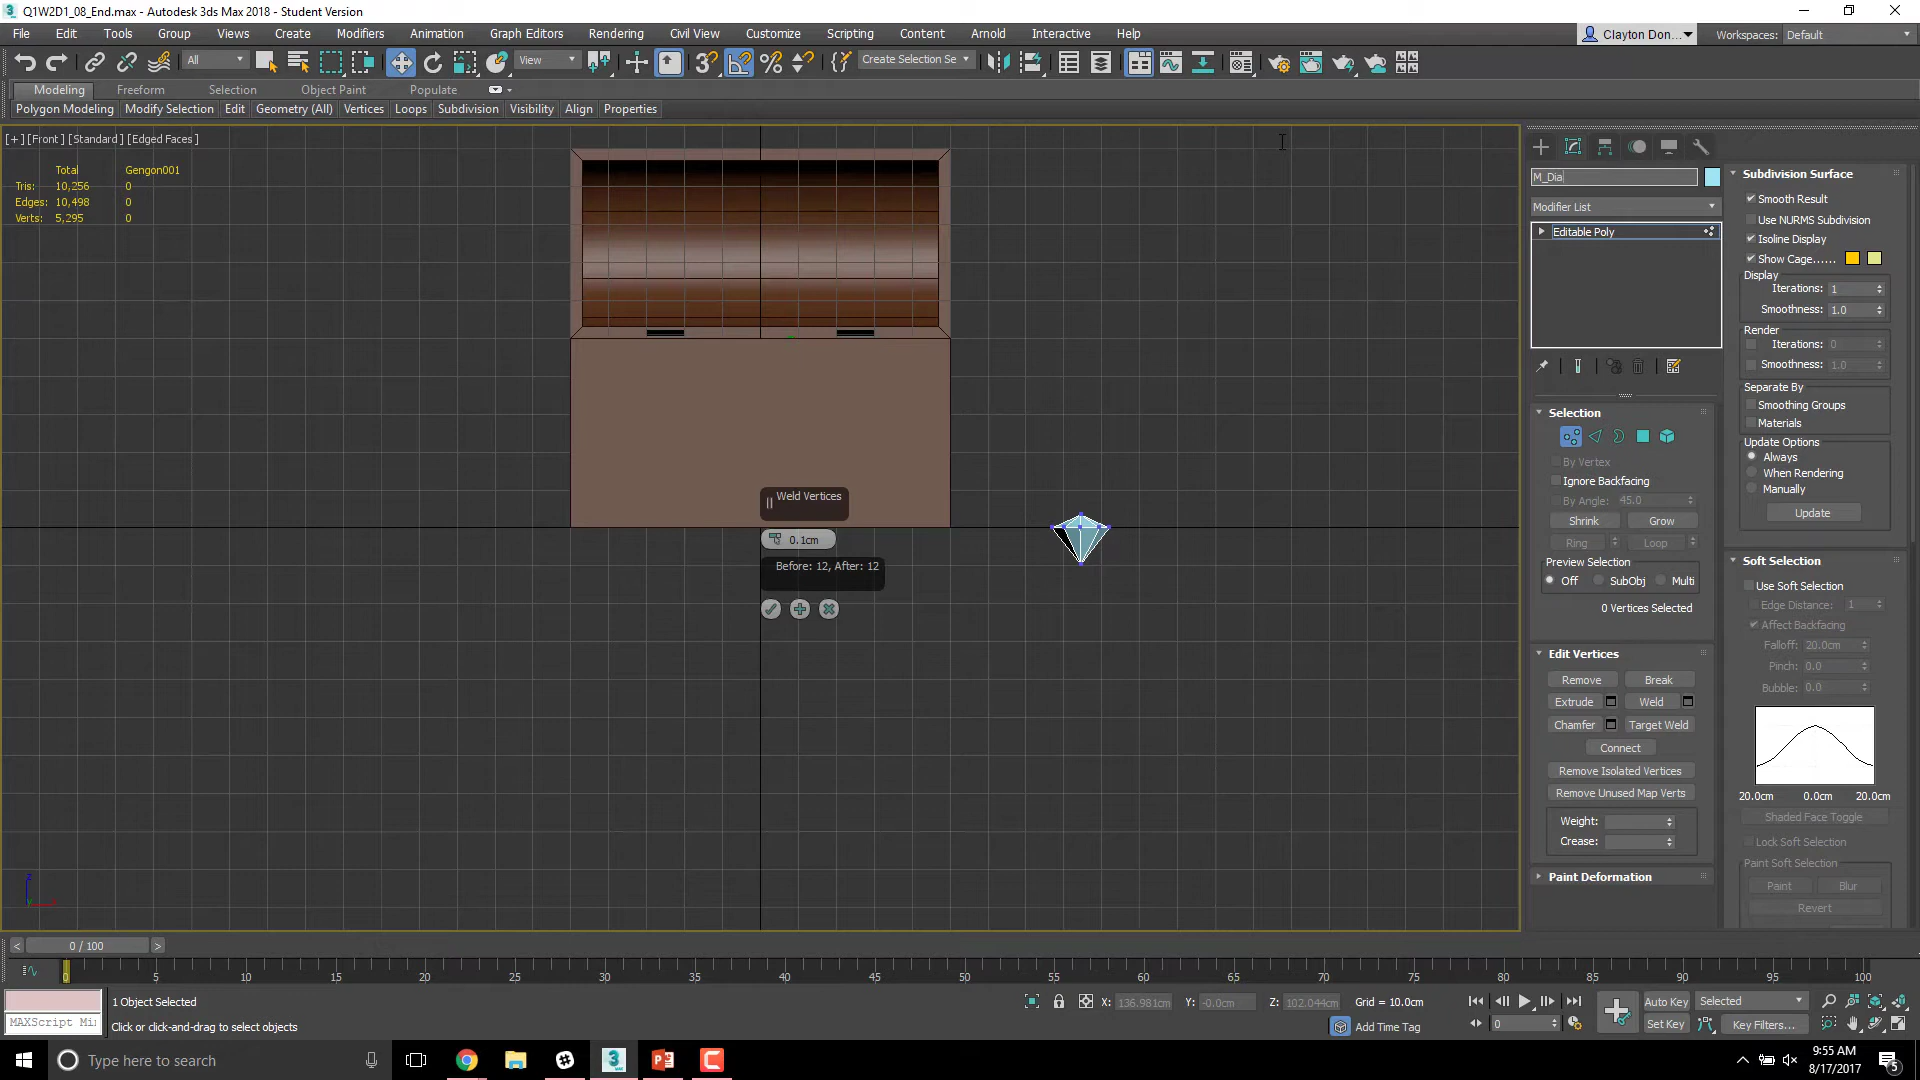 Q1W2D1_08_End.max - Autodesk 3ds Max 2018 - Student Version
File Edit Tools Group Views Create Modifiers Animation Graph Editors Rendering Civil View Customize Scripting Content Arnold Interactive Help
Clayton Don... Workspaces: Default
All View Create Selection Se
Modeling Freeform Selection Object Paint Populate
Polygon Modeling Modify Selection Edit Geometry (All) Vertices Loops Subdivision Visibility Align Properties
[+] [Front] [Standard] [Edged Faces]
Total Gengon001
Tris: 10,256 0
Edges: 10,498 0
Verts: 5,295 0
Weld Vertices
0.1cm
Before: 12, After: 12
M_Dia
Modifier List
Editable Poly
Selection
By Vertex
Ignore Backfacing
By Angle: 45.0
Shrink Grow
Ring Loop
Preview Selection
Off SubObj Multi
0 Vertices Selected
Edit Vertices
Remove Break
Extrude Weld
Chamfer Target Weld
Connect
Remove Isolated Vertices
Remove Unused Map Verts
Weight:
Crease:
Paint Deformation
Subdivision Surface
Smooth Result
Use NURMS Subdivision
Isoline Display
Show Cage......
Display
Iterations: 1
Smoothness: 1.0
Render
Iterations: 0
Smoothness: 1.0
Separate By
Smoothing Groups
Materials
Update Options
Always
When Rendering
Manually
Update
Soft Selection
Use Soft Selection
Edge Distance: 1
Affect Backfacing
Falloff: 20.0cm
Pinch: 0.0
Bubble: 0.0
20.0cm 0.0cm 20.0cm
Shaded Face Toggle
Lock Soft Selection
Paint Soft Selection
Paint Blur
Revert
z
< 0 / 100 >
0 5 10 15 20 25 30 35 40 45 50 55 60 65 70 75 80 85 90 95 100
1 Object Selected
MAXScript Mi
Click or click-and-drag to select objects
X: 136.981cm Y: -0.0cm Z: 102.044cm Grid = 10.0cm
Add Time Tag
0
Auto Key Selected
Set Key Key Filters...
Type here to search
9:55 AM
8/17/2017
5